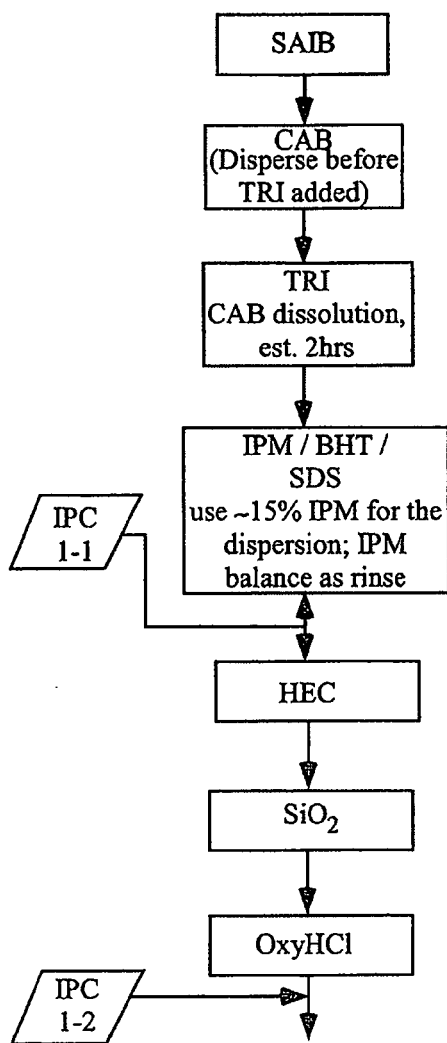 SAIB
CAB
(Disperse before
TRI added)
TRI
CAB dissolution,
est. 2hrs
IPM / BHT /
SDS
use ~15% IPM for the
dispersion; IPM
balance as rinse
IPC
1-1
HEC
SiO₂
OxyHCl
IPC
1-2